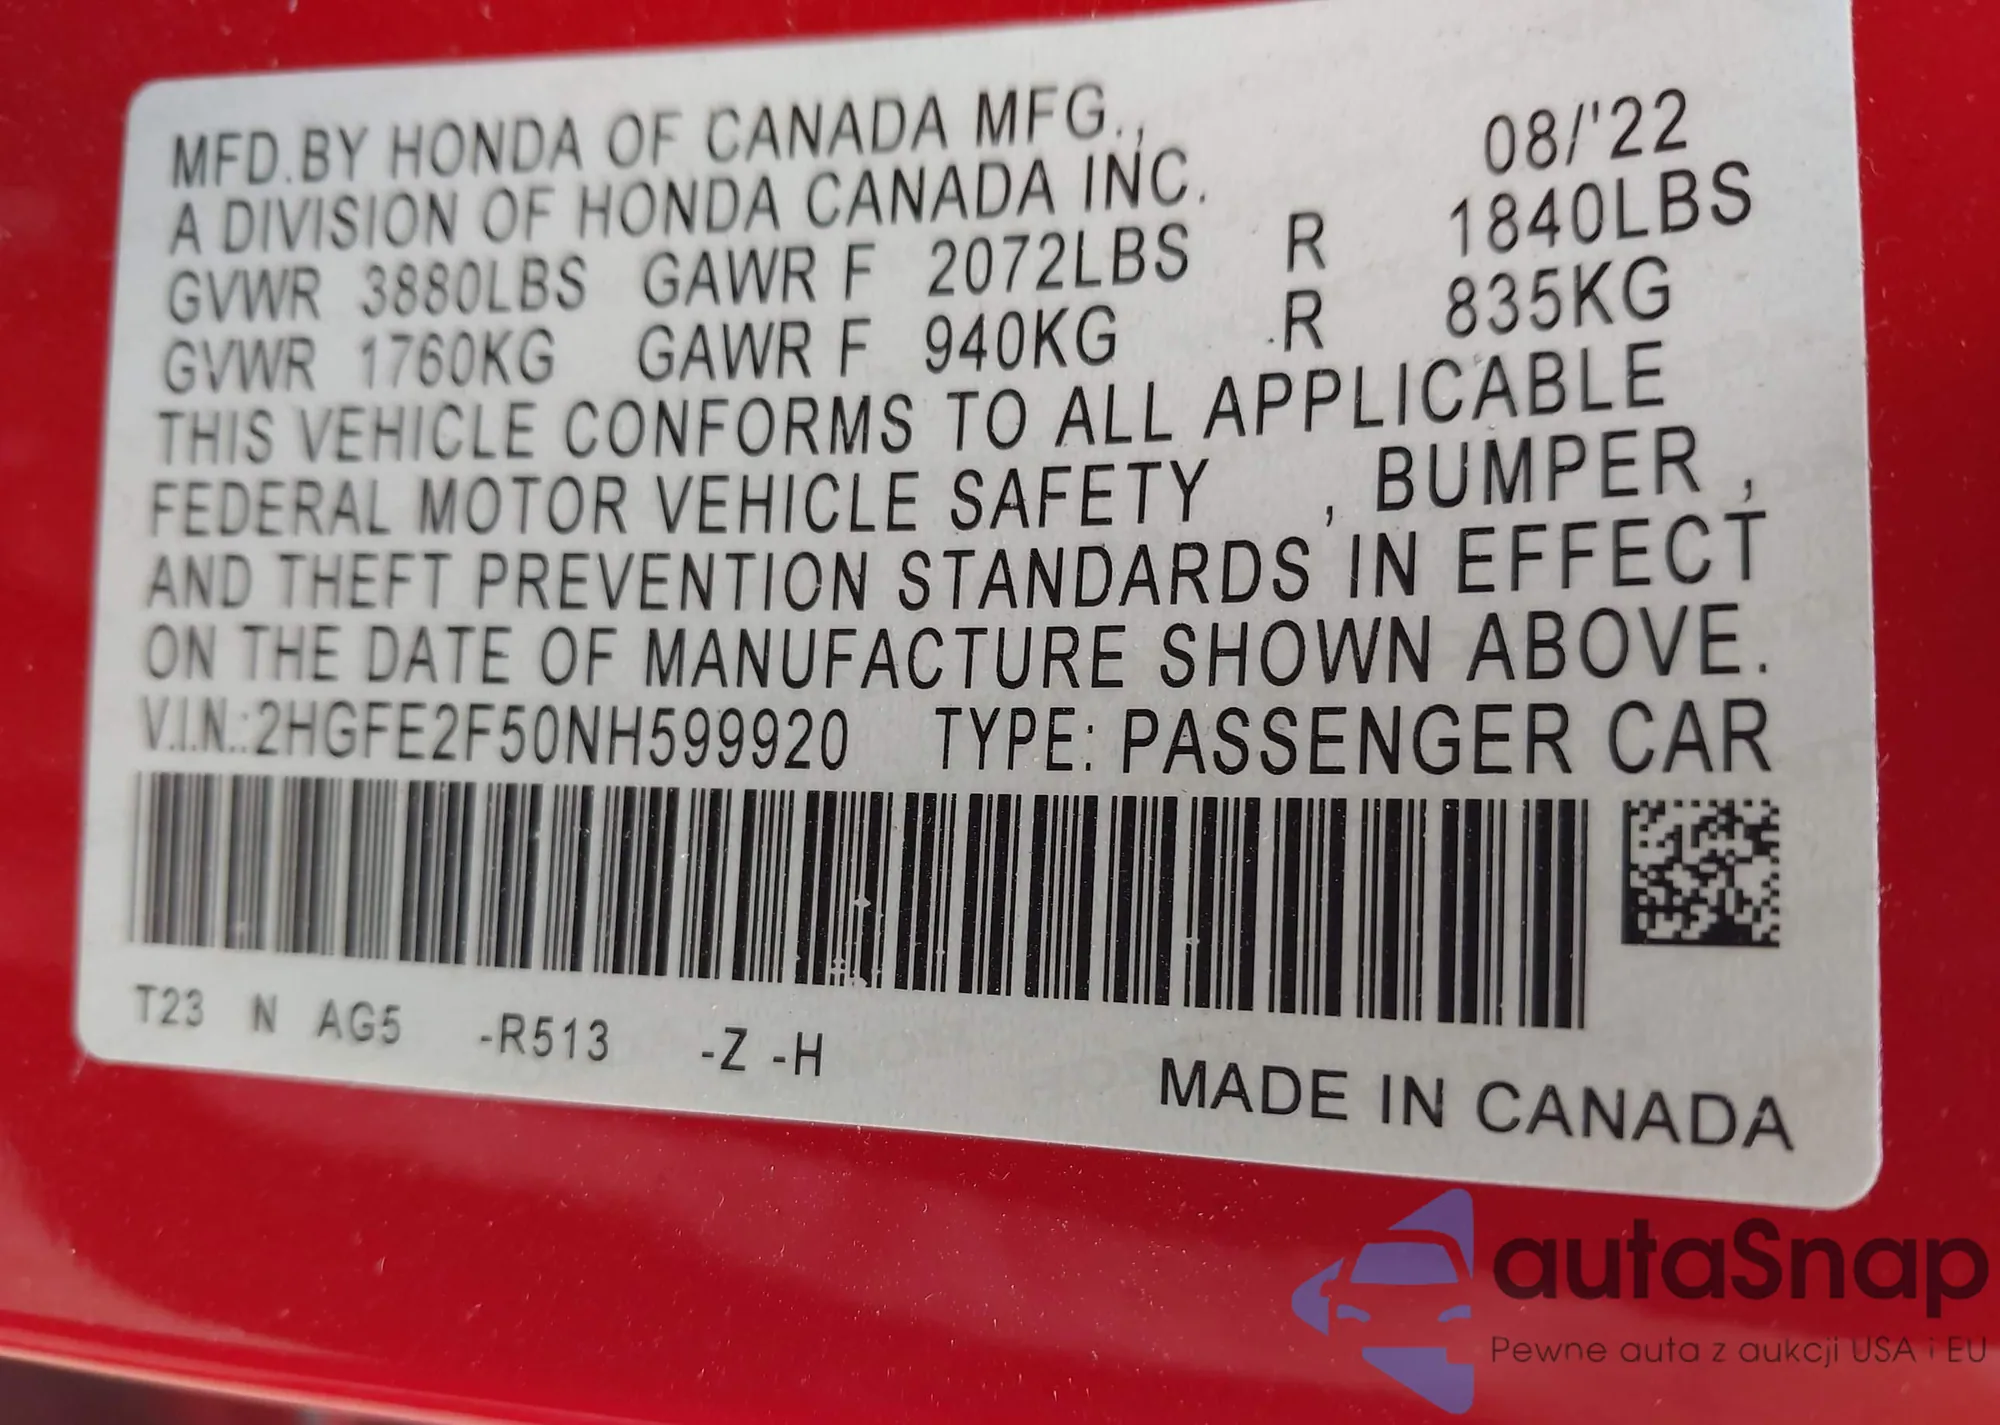 MFD.BY HONDA OF CANADA MFG., 08/'22
A DIVISION OF HONDA CANADA INC.
GVWR 3880LBS GAWR F 2072LBS R 1840LBS
GVWR 1760KG GAWR F 940KG R 835KG
THIS VEHICLE CONFORMS TO ALL APPLICABLE
FEDERAL MOTOR VEHICLE SAFETY , BUMPER ,
AND THEFT PREVENTION STANDARDS IN EFFECT
ON THE DATE OF MANUFACTURE SHOWN ABOVE.
V.I.N.:2HGFE2F50NH599920 TYPE: PASSENGER CAR
T23 N AG5 -R513 -Z -H
MADE IN CANADA
autaSnap
Pewne auta z aukcji USA i EU